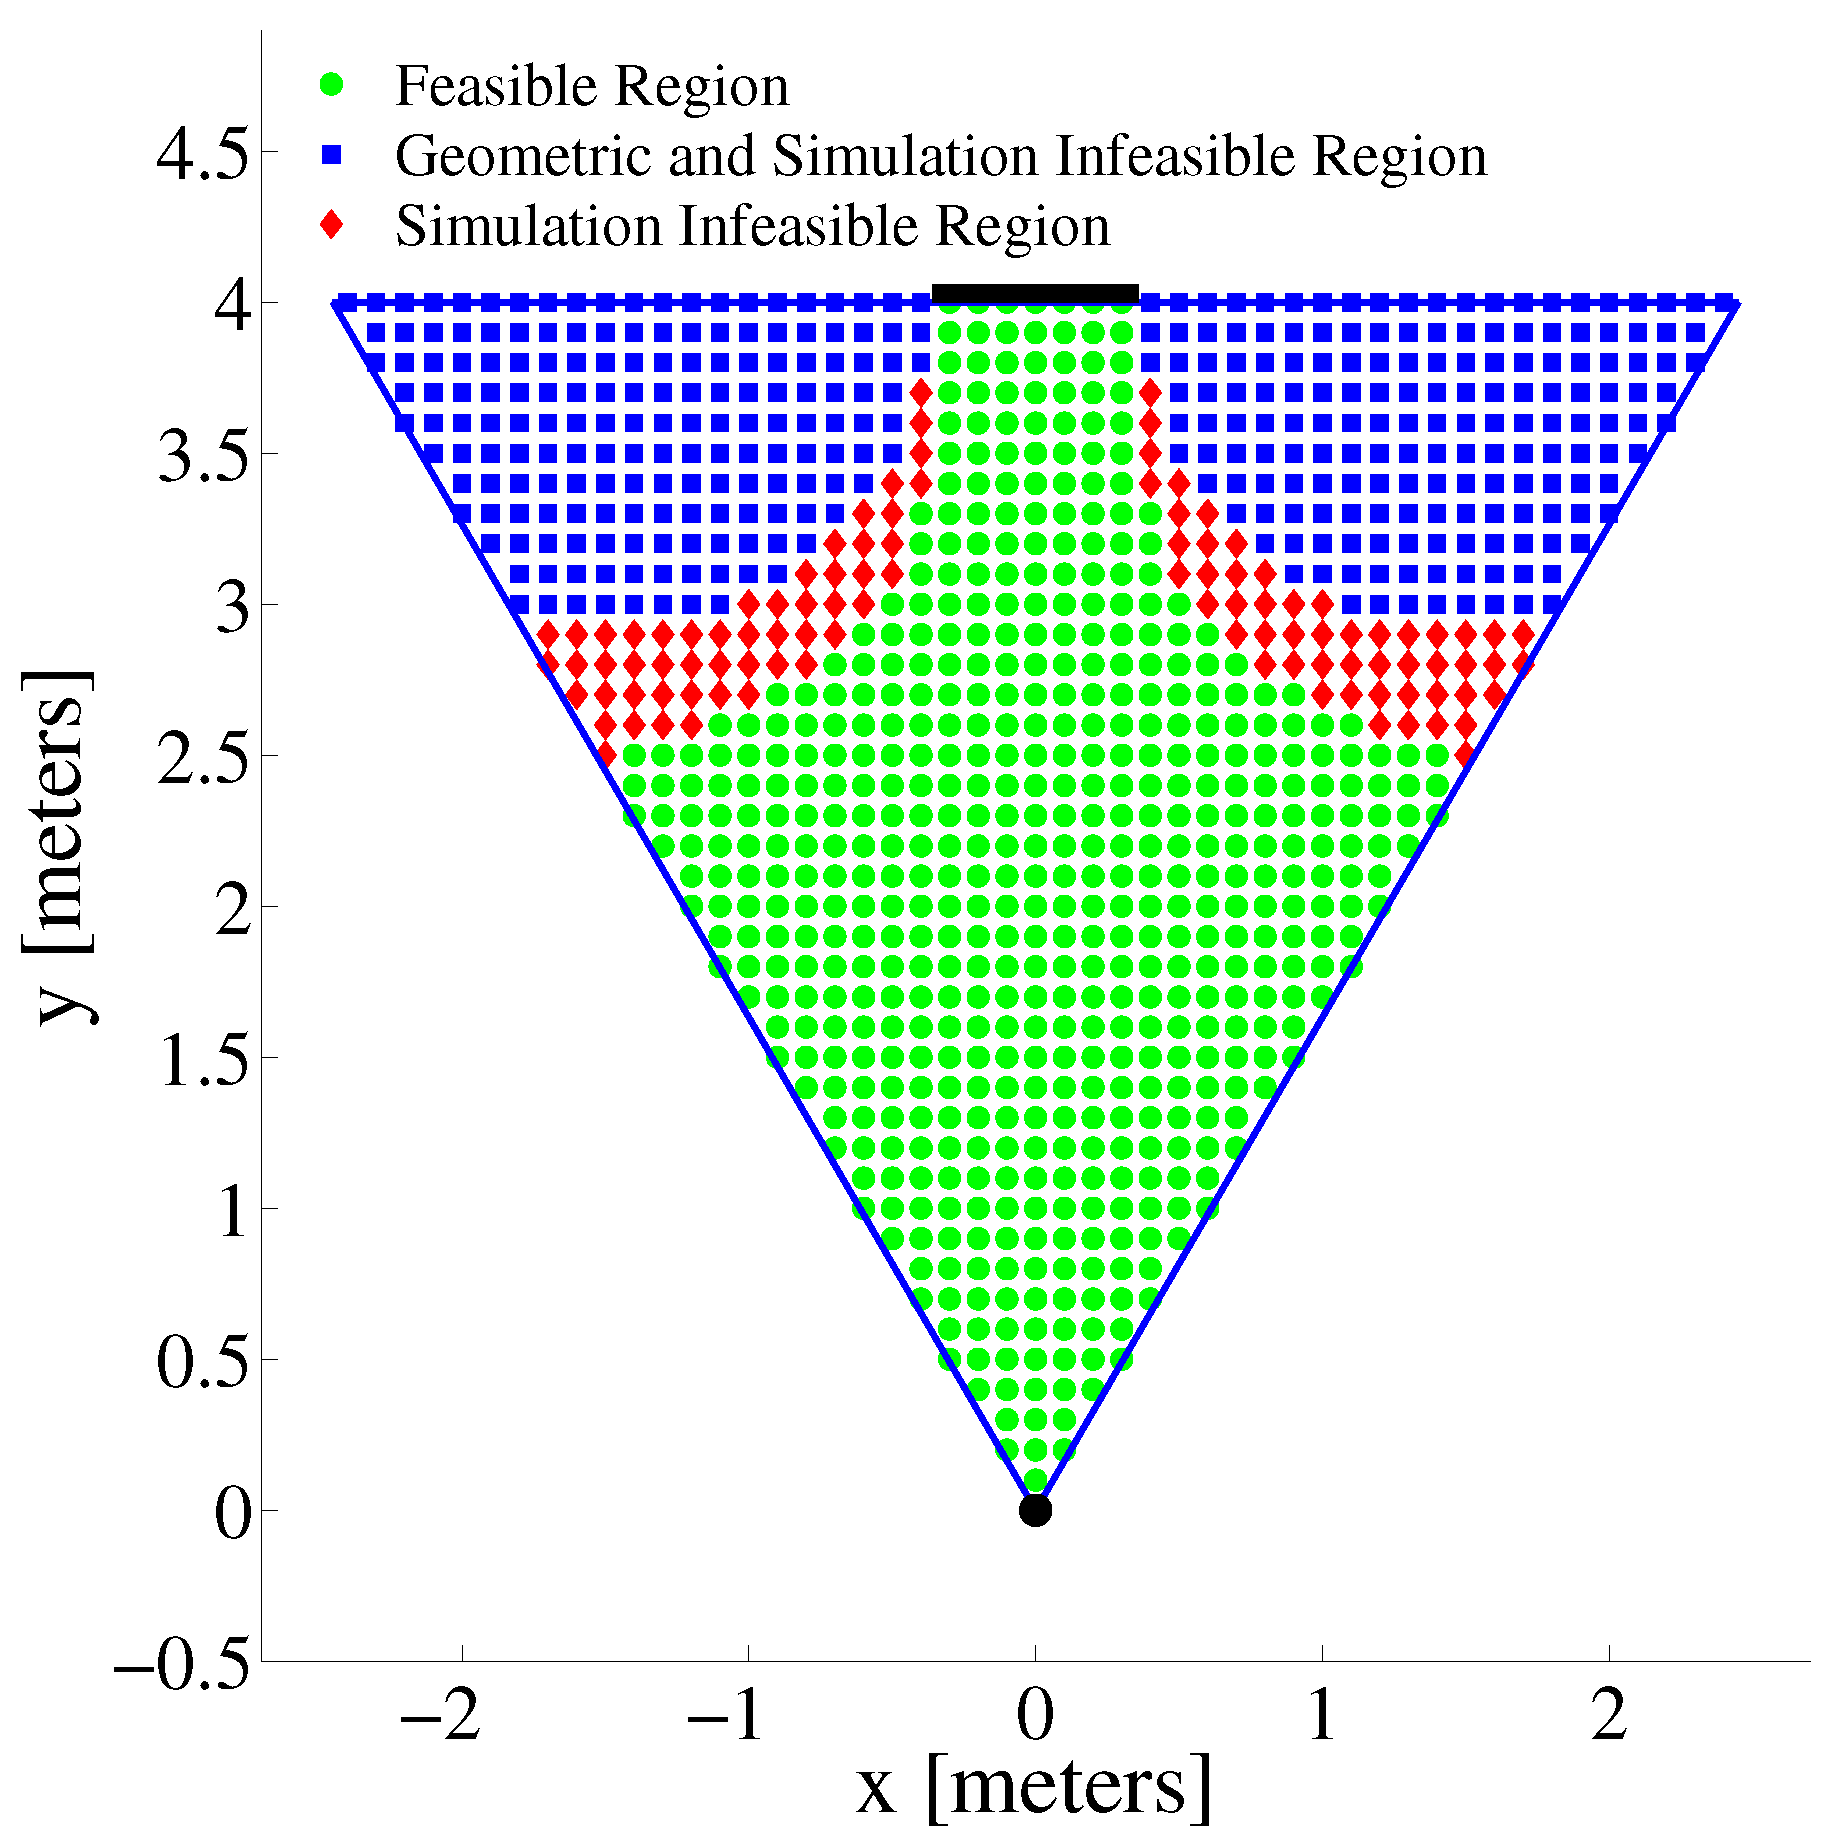 Feasible Region
Geometric and Simulation Infeasible Region
Simulation Infeasible Region
4.5
4
3.5
3
2.5
2
1.5
1
0.5
0
−0.5
−2 −1 0 1 2
x [meters]
y [meters]